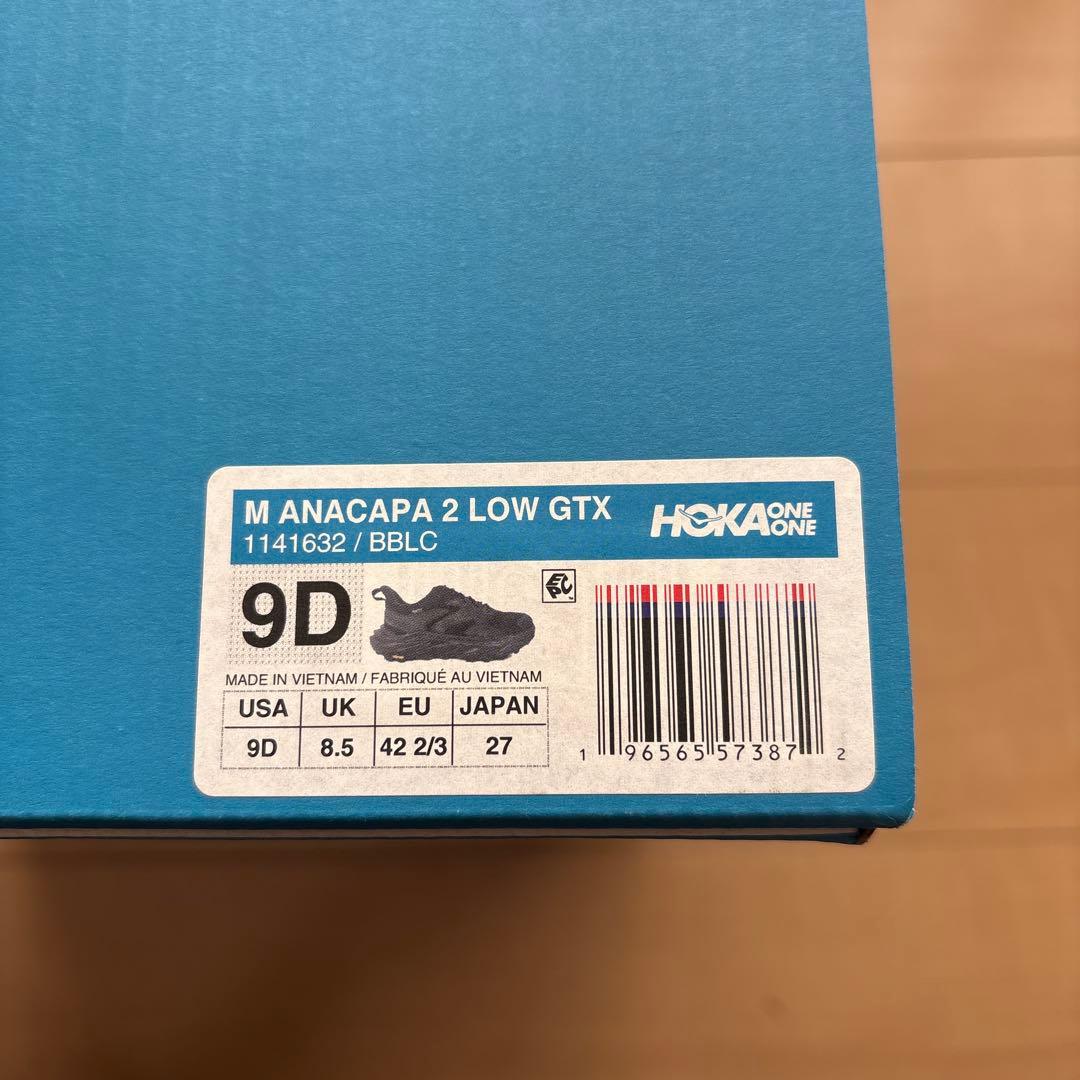 M ANACAPA 2 LOW GTX
1141632 / BBLC
HOKA ONE ONE
9D
EPC
MADE IN VIETNAM / FABRIQUÉ AU VIETNAM
USA UK EU JAPAN
9D 8.5 42 2/3 27
1 96565 57387 2